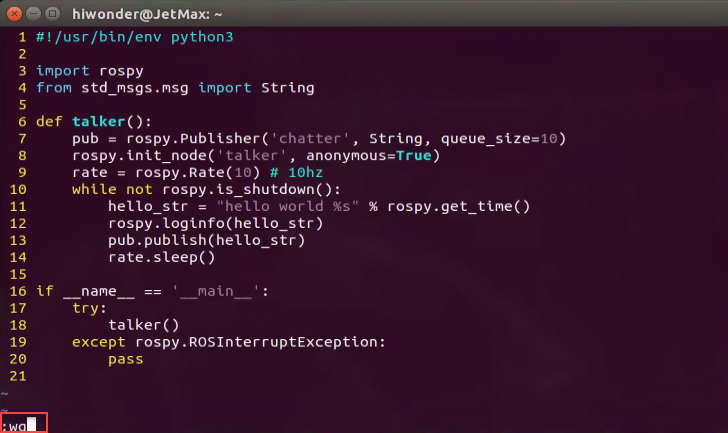 hiwonder@JetMax: ~
1 #!/usr/bin/env python3
2
3 import rospy
4 from std_msgs.msg import String
5
6 def talker():
7     pub = rospy.Publisher('chatter', String, queue_size=10)
8     rospy.init_node('talker', anonymous=True)
9     rate = rospy.Rate(10) # 10hz
10     while not rospy.is_shutdown():
11         hello_str = "hello world %s" % rospy.get_time()
12         rospy.loginfo(hello_str)
13         pub.publish(hello_str)
14         rate.sleep()
15
16 if __name__ == '__main__':
17     try:
18         talker()
19     except rospy.ROSInterruptException:
20         pass
21
~
~
:wq